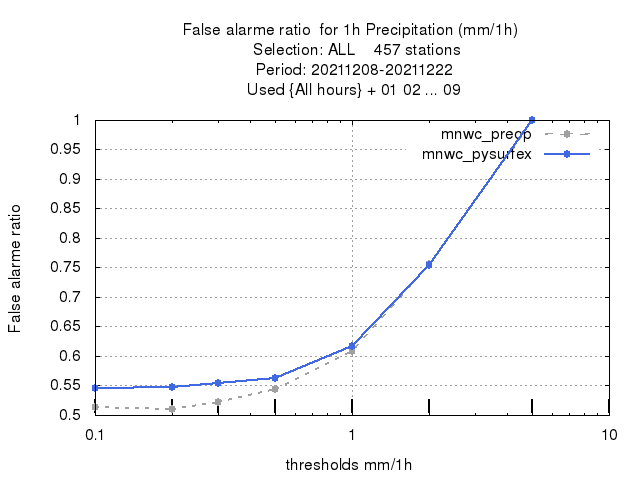 False alarme ratio  for 1h Precipitation (mm/1h)
Selection: ALL    457 stations
Period: 20211208-20211222
Used {All hours} + 01 02 ... 09
mnwc_preop
mnwc_pysurfex
False alarme ratio
1
0.95
0.9
0.85
0.8
0.75
0.7
0.65
0.6
0.55
0.5
0.1
1
10
thresholds mm/1h